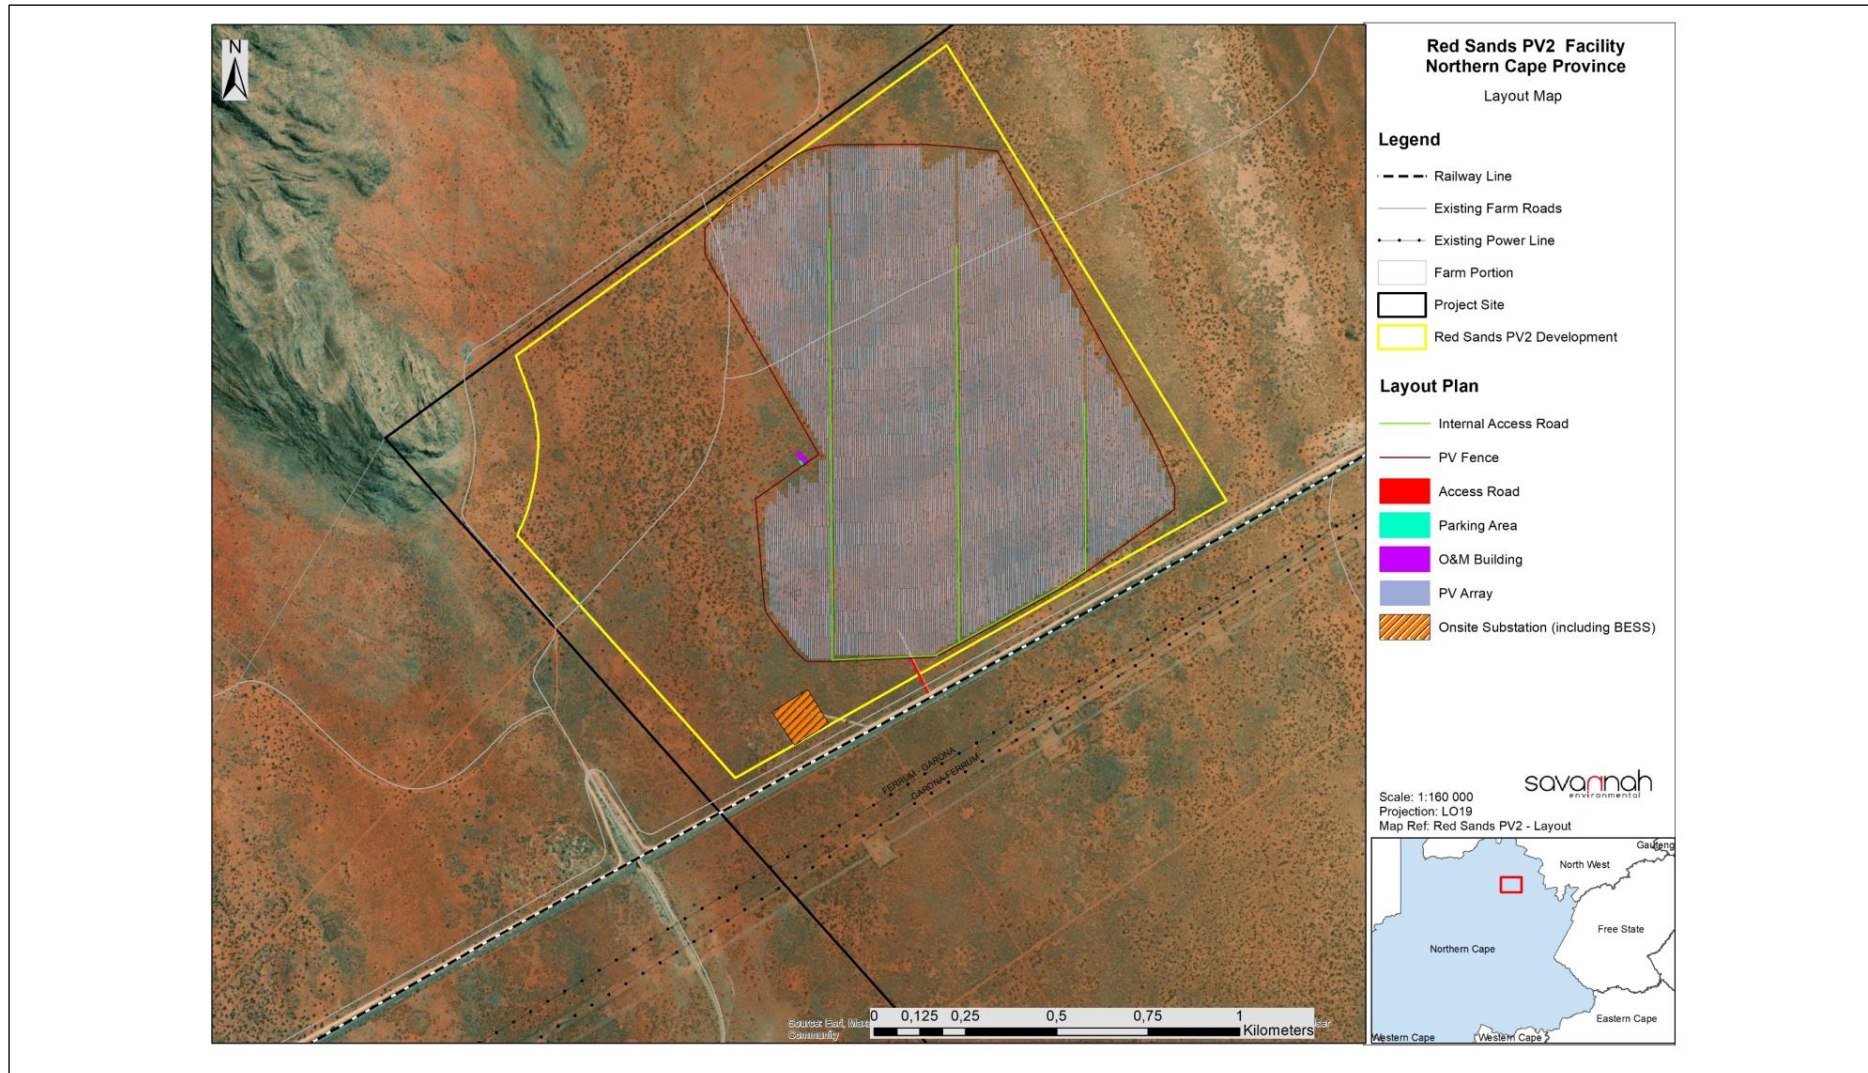 N
Red Sands PV2 Facility
Northern Cape Province
Layout Map
Legend
Railway Line
Existing Farm Roads
Existing Power Line
Farm Portion
Project Site
Red Sands PV2 Development
Layout Plan
Internal Access Road
PV Fence
Access Road
Parking Area
O&M Building
PV Array
Onsite Substation (including BESS)
FERRUM - GARONA
GARONA-FERRUM
savannah
environmental
Scale: 1:160 000
Projection: LO19
Map Ref: Red Sands PV2 - Layout
Source: Esri,
Community
0 0,125 0,25 0,5 0,75 1
Kilometers
Gauteng
North West
Free State
Northern Cape
Eastern Cape
Western Cape
Western Cape